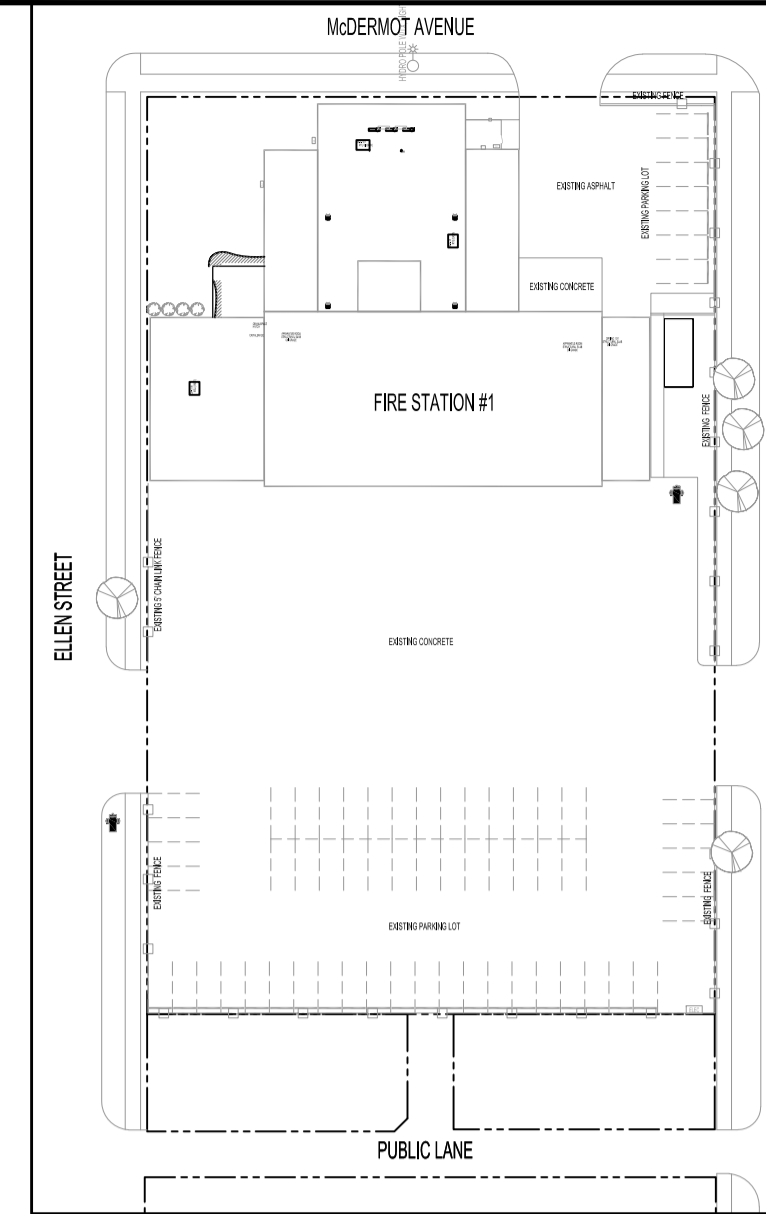 McDERMOT AVENUE
EXISTING FENCE
EXISTING ASPHALT
EXISTING PARKING LOT
EXISTING CONCRETE
FIRE STATION #1
EXISTING FENCE
ELLEN STREET
EXISTING 5' CHAIN LINK FENCE
EXISTING CONCRETE
EXISTING FENCE
EXISTING FENCE
EXISTING PARKING LOT
PUBLIC LANE